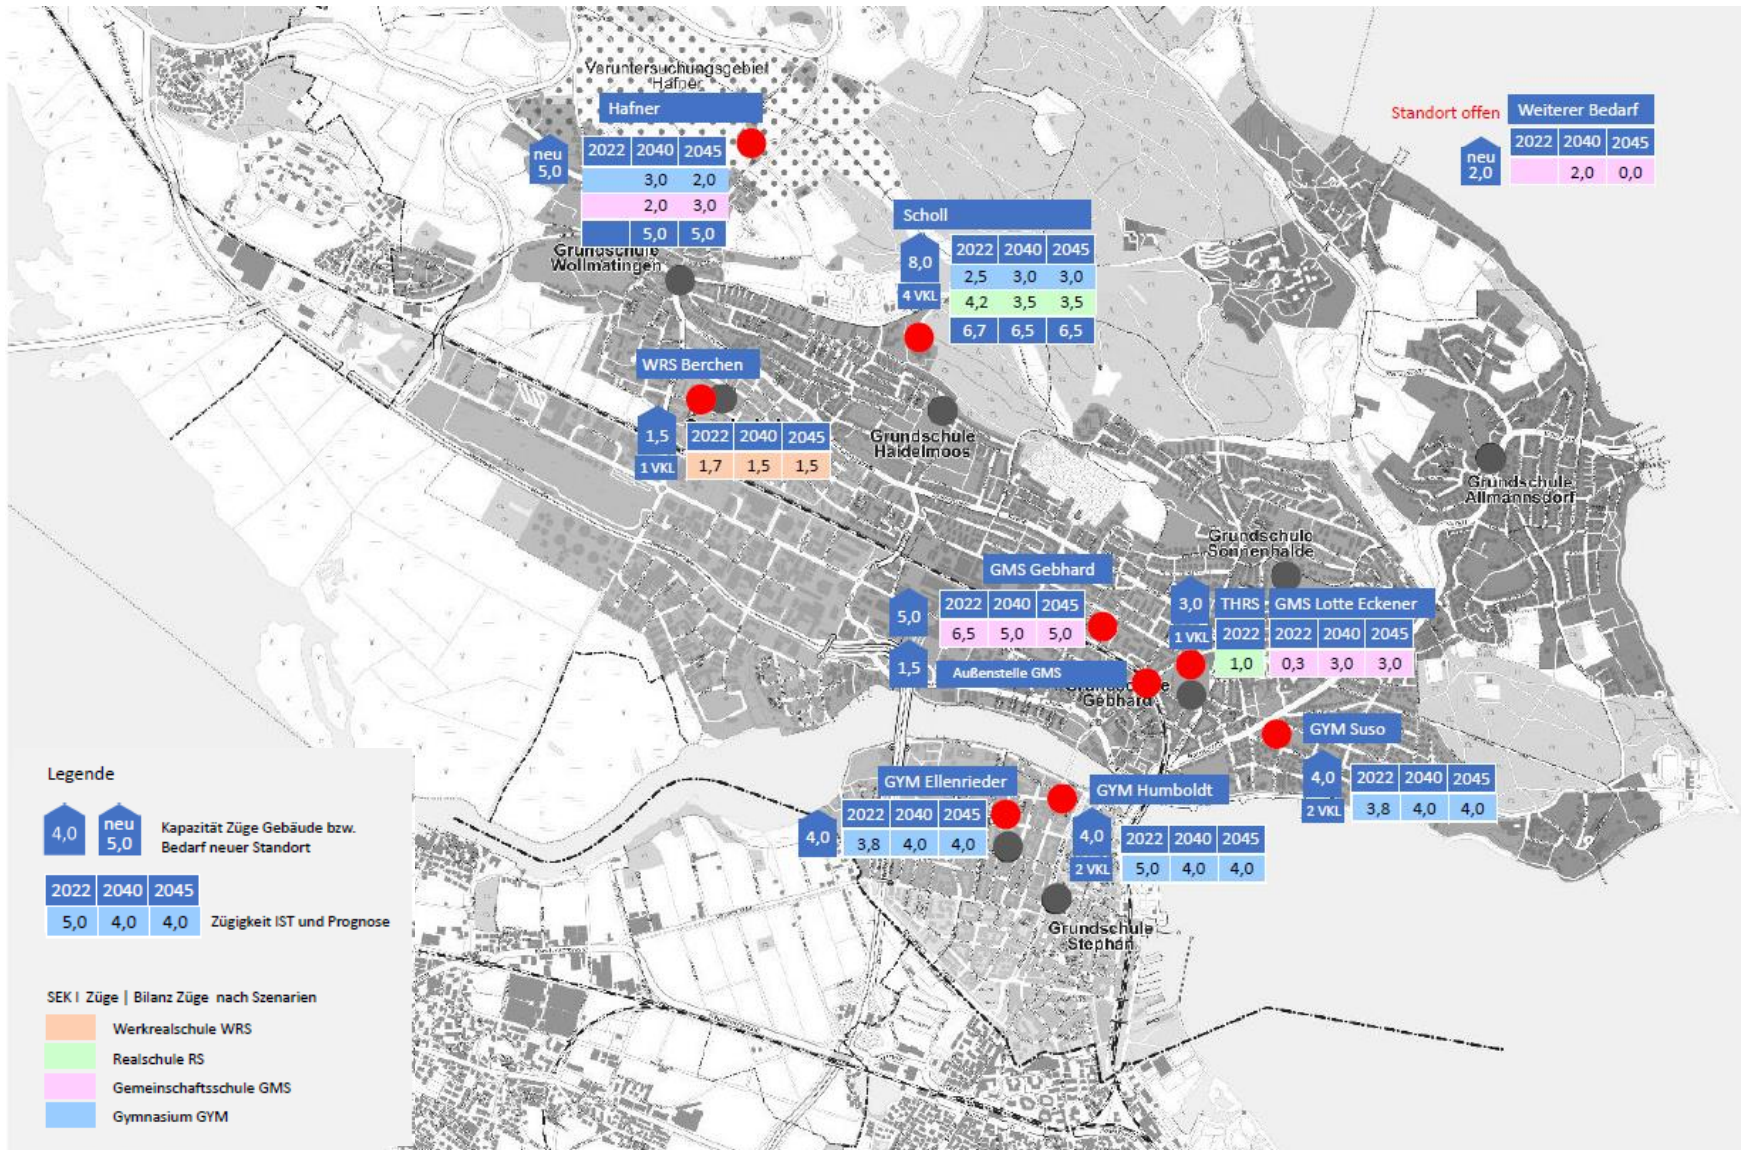 Voruntersuchungsgebiet
Hafner
Hafner
neu
5,0
2022 2040 2045
3,0 2,0
2,0 3,0
5,0 5,0
Grundschule
Wollmatingen
Standort offen
Weiterer Bedarf
neu
2,0
2022 2040 2045
2,0 0,0
Scholl
8,0
4 VKL
2022 2040 2045
2,5 3,0 3,0
4,2 3,5 3,5
6,7 6,5 6,5
WRS Berchen
1,5
1 VKL
2022 2040 2045
1,7 1,5 1,5
Grundschule
Haidelmoos
Grundschule
Allmannsdorf
Grundschule
Sonnenhalde
GMS Gebhard
5,0
2022 2040 2045
6,5 5,0 5,0
1,5
Außenstelle GMS
3,0
1 VKL
THRS
GMS Lotte Eckener
2022 2022 2040 2045
1,0 0,3 3,0 3,0
Grundschule
Gebhard
GYM Suso
4,0
2 VKL
2022 2040 2045
3,8 4,0 4,0
GYM Ellenrieder
4,0
2022 2040 2045
3,8 4,0 4,0
GYM Humboldt
4,0
2 VKL
2022 2040 2045
5,0 4,0 4,0
Grundschule
Stephan
Legende
4,0
neu
5,0
Kapazität Züge Gebäude bzw.
Bedarf neuer Standort
2022 2040 2045
5,0 4,0 4,0
Zügigkeit IST und Prognose
SEK I Züge | Bilanz Züge nach Szenarien
Werkrealschule WRS
Realschule RS
Gemeinschaftsschule GMS
Gymnasium GYM